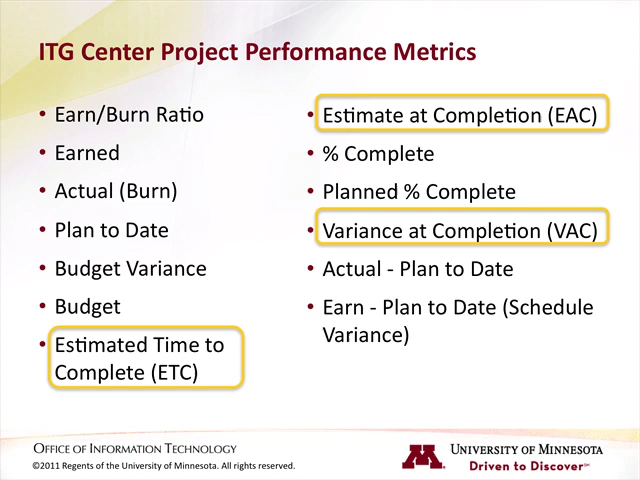 ITG Center Project Performance Metrics
• Earn/Burn Ratio
• Earned
• Actual (Burn)
• Plan to Date
• Budget Variance
• Budget
• Estimated Time to
Complete (ETC)
• Estimate at Completion (EAC)
• % Complete
• Planned % Complete
• Variance at Completion (VAC)
• Actual - Plan to Date
• Earn - Plan to Date (Schedule
Variance)
OFFICE OF INFORMATION TECHNOLOGY
©2011 Regents of the University of Minnesota. All rights reserved.
M
UNIVERSITY OF MINNESOTA
Driven to Discover℠